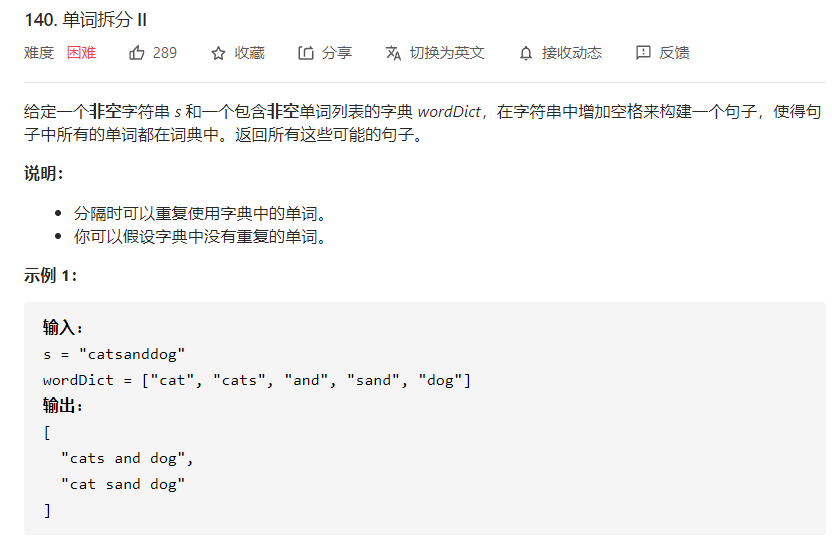 140. 单词拆分 II
难度 困难 289 收藏 分享 切换为英文 接收动态 反馈
给定一个非空字符串 s 和一个包含非空单词列表的字典 wordDict，在字符串中增加空格来构建一个句子，使得句
子中所有的单词都在词典中。返回所有这些可能的句子。
说明：
• 分隔时可以重复使用字典中的单词。
• 你可以假设字典中没有重复的单词。
示例 1：
输入:
s = "catsanddog"
wordDict = ["cat", "cats", "and", "sand", "dog"]
输出:
[
  "cats and dog",
  "cat sand dog"
]